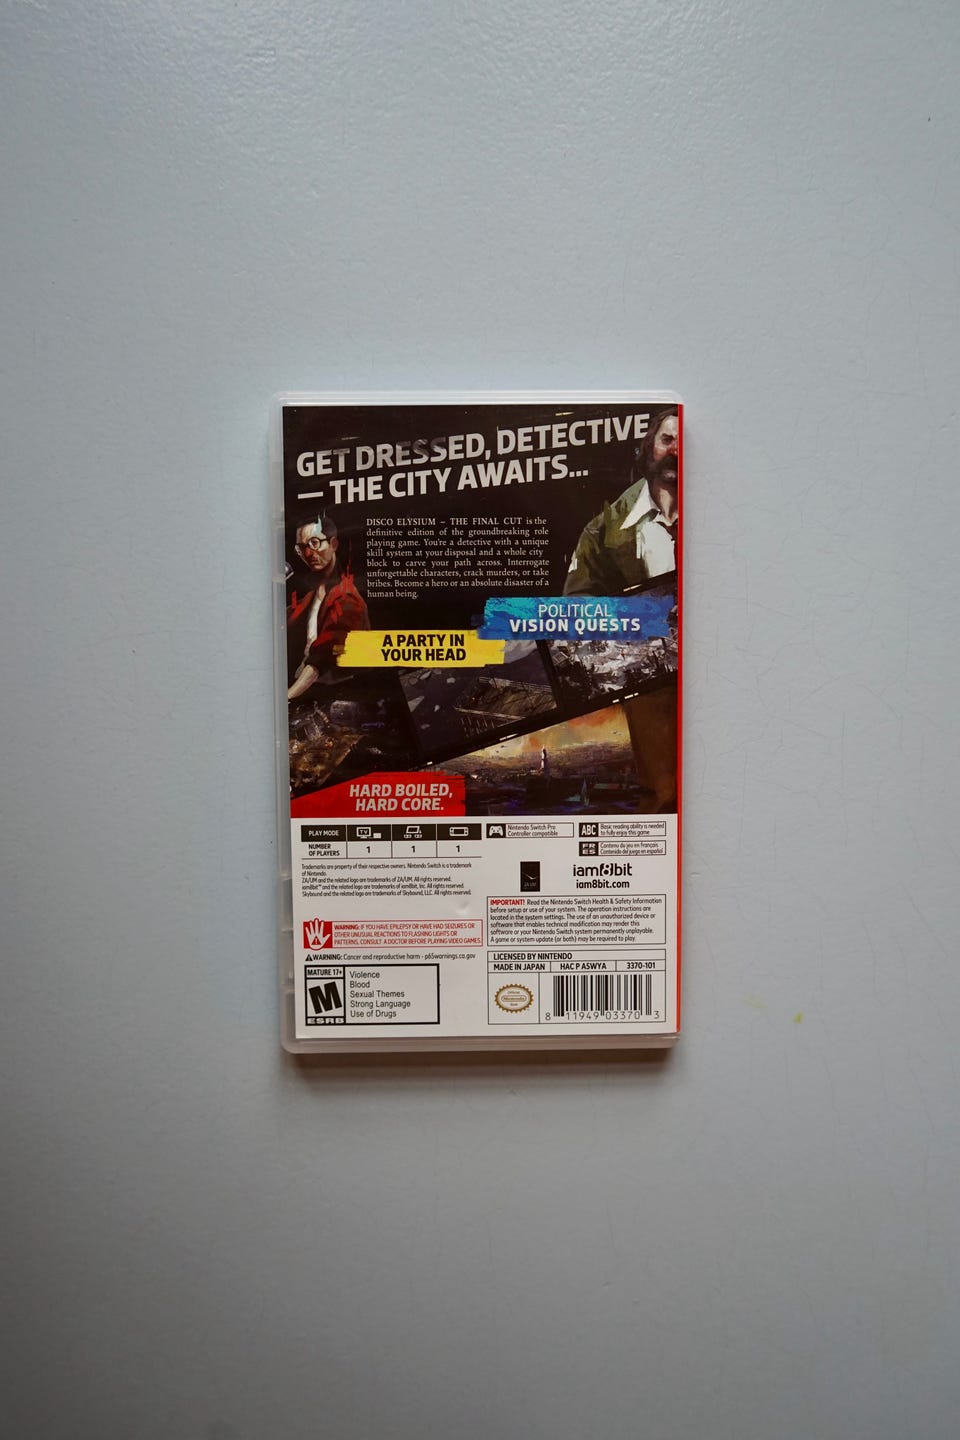 GET DRESSED, DETECTIVE
— THE CITY AWAITS...
DISCO ELYSIUM – THE FINAL CUT is the
definitive edition of the groundbreaking role
playing game. You're a detective with a unique
skill system at your disposal and a whole city
block to carve your path across. Interrogate
unforgettable characters, crack murders, or take
bribes. Become a hero or an absolute disaster of a
human being.
POLITICAL
VISION QUESTS
A PARTY IN
YOUR HEAD
HARD BOILED,
HARD CORE.
PLAY MODE
TV
NUMBER
OF PLAYERS
1
1
1
Nintendo Switch Pro
Controller compatible
ABC
Basic reading ability is needed
to fully enjoy this game
FR
ES
Contenu du jeu en français
Contenido del juego en español
Trademarks are property of their respective owners. Nintendo Switch is a trademark
of Nintendo.
ZA/UM and the related logo are trademarks of ZA/UM. All rights reserved.
iam8bit™ and the related logo are trademarks of iam8bit, Inc. All rights reserved.
Skybound and the related logo are trademarks of Skybound, LLC. All rights reserved.
ZA/UM
iam8bit
iam8bit.com
IMPORTANT! Read the Nintendo Switch Health & Safety Information
before setup or use of your system. The operation instructions are
located in the system settings. The use of an unauthorized device or
software that enables technical modification may render this
software or your Nintendo Switch system permanently unplayable.
A game or system update (or both) may be required to play.
WARNING: IF YOU HAVE EPILEPSY OR HAVE HAD SEIZURES OR
OTHER UNUSUAL REACTIONS TO FLASHING LIGHTS OR
PATTERNS, CONSULT A DOCTOR BEFORE PLAYING VIDEO GAMES.
WARNING: Cancer and reproductive harm - p65warnings.ca.gov
MATURE 17+
M
ESRB
Violence
Blood
Sexual Themes
Strong Language
Use of Drugs
LICENSED BY NINTENDO
MADE IN JAPAN
HAC P A5WYA
3370-101
Official
Nintendo
Seal
8 11949 03370 3